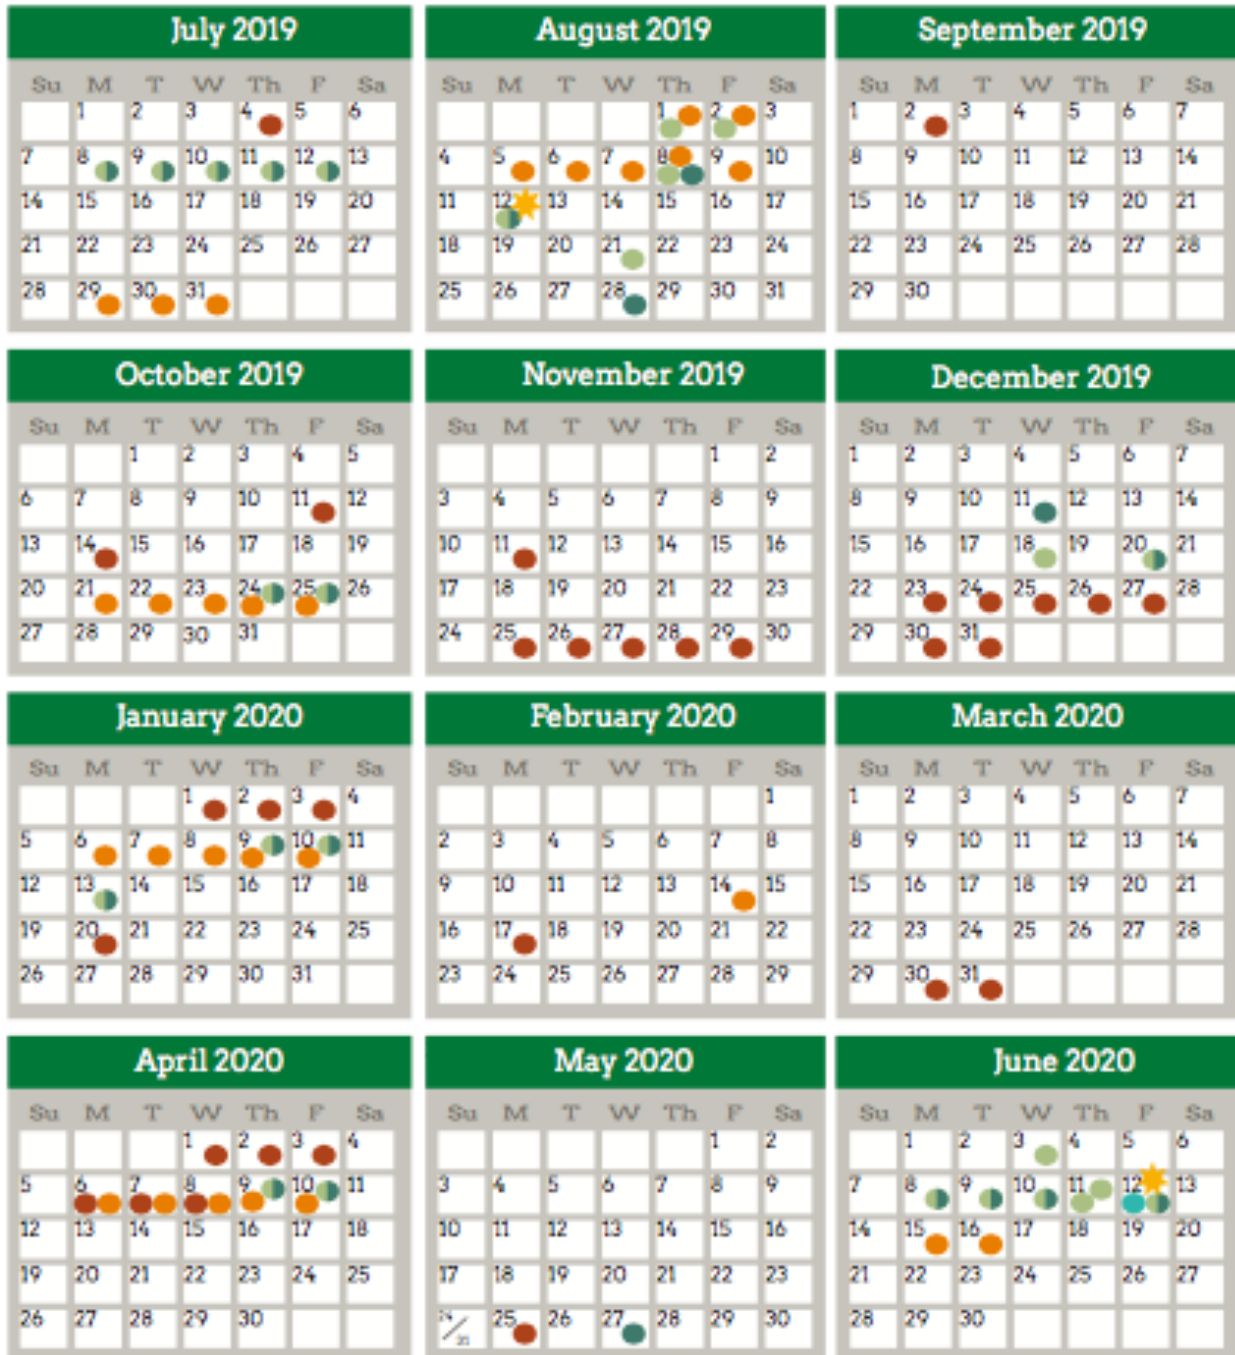 July 2019
Su M T W Th F Sa
1 2 3 4 5 6
7 8 9 10 11 12 13
14 15 16 17 18 19 20
21 22 23 24 25 26 27
28 29 30 31
August 2019
Su M T W Th F Sa
1 2 3
4 5 6 7 8 9 10
11 12 13 14 15 16 17
18 19 20 21 22 23 24
25 26 27 28 29 30 31
September 2019
Su M T W Th F Sa
1 2 3 4 5 6 7
8 9 10 11 12 13 14
15 16 17 18 19 20 21
22 23 24 25 26 27 28
29 30
October 2019
Su M T W Th F Sa
1 2 3 4 5
6 7 8 9 10 11 12
13 14 15 16 17 18 19
20 21 22 23 24 25 26
27 28 29 30 31
November 2019
Su M T W Th F Sa
1 2
3 4 5 6 7 8 9
10 11 12 13 14 15 16
17 18 19 20 21 22 23
24 25 26 27 28 29 30
December 2019
Su M T W Th F Sa
1 2 3 4 5 6 7
8 9 10 11 12 13 14
15 16 17 18 19 20 21
22 23 24 25 26 27 28
29 30 31
January 2020
Su M T W Th F Sa
1 2 3 4
5 6 7 8 9 10 11
12 13 14 15 16 17 18
19 20 21 22 23 24 25
26 27 28 29 30 31
February 2020
Su M T W Th F Sa
1
2 3 4 5 6 7 8
9 10 11 12 13 14 15
16 17 18 19 20 21 22
23 24 25 26 27 28 29
March 2020
Su M T W Th F Sa
1 2 3 4 5 6 7
8 9 10 11 12 13 14
15 16 17 18 19 20 21
22 23 24 25 26 27 28
29 30 31
April 2020
Su M T W Th F Sa
1 2 3 4
5 6 7 8 9 10 11
12 13 14 15 16 17 18
19 20 21 22 23 24 25
26 27 28 29 30
May 2020
Su M T W Th F Sa
1 2
3 4 5 6 7 8 9
10 11 12 13 14 15 16
17 18 19 20 21 22 23
24/31 25 26 27 28 29 30
June 2020
Su M T W Th F Sa
1 2 3 4 5 6
7 8 9 10 11 12 13
14 15 16 17 18 19 20
21 22 23 24 25 26 27
28 29 30